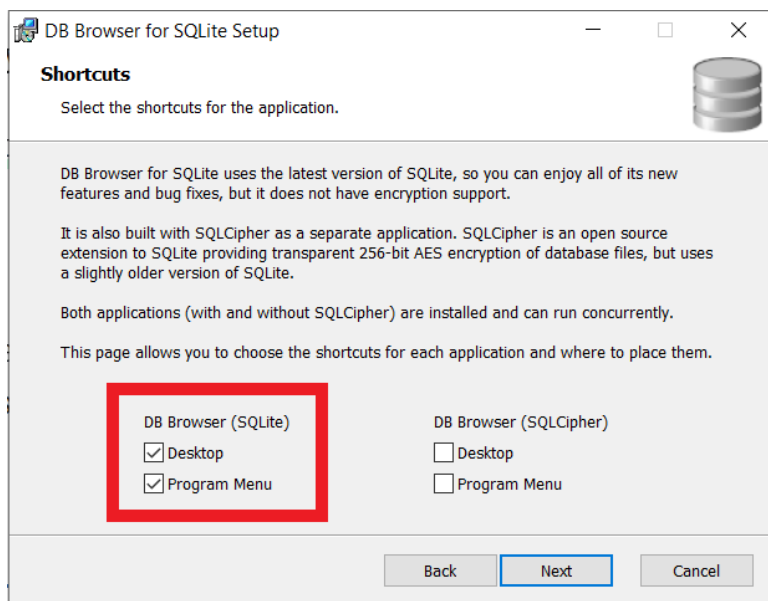 DB Browser for SQLite Setup
Shortcuts
Select the shortcuts for the application.
DB Browser for SQLite uses the latest version of SQLite, so you can enjoy all of its new
features and bug fixes, but it does not have encryption support.
It is also built with SQLCipher as a separate application. SQLCipher is an open source
extension to SQLite providing transparent 256-bit AES encryption of database files, but uses
a slightly older version of SQLite.
Both applications (with and without SQLCipher) are installed and can run concurrently.
This page allows you to choose the shortcuts for each application and where to place them.
DB Browser (SQLite)
Desktop
Program Menu
DB Browser (SQLCipher)
Desktop
Program Menu
Back
Next
Cancel